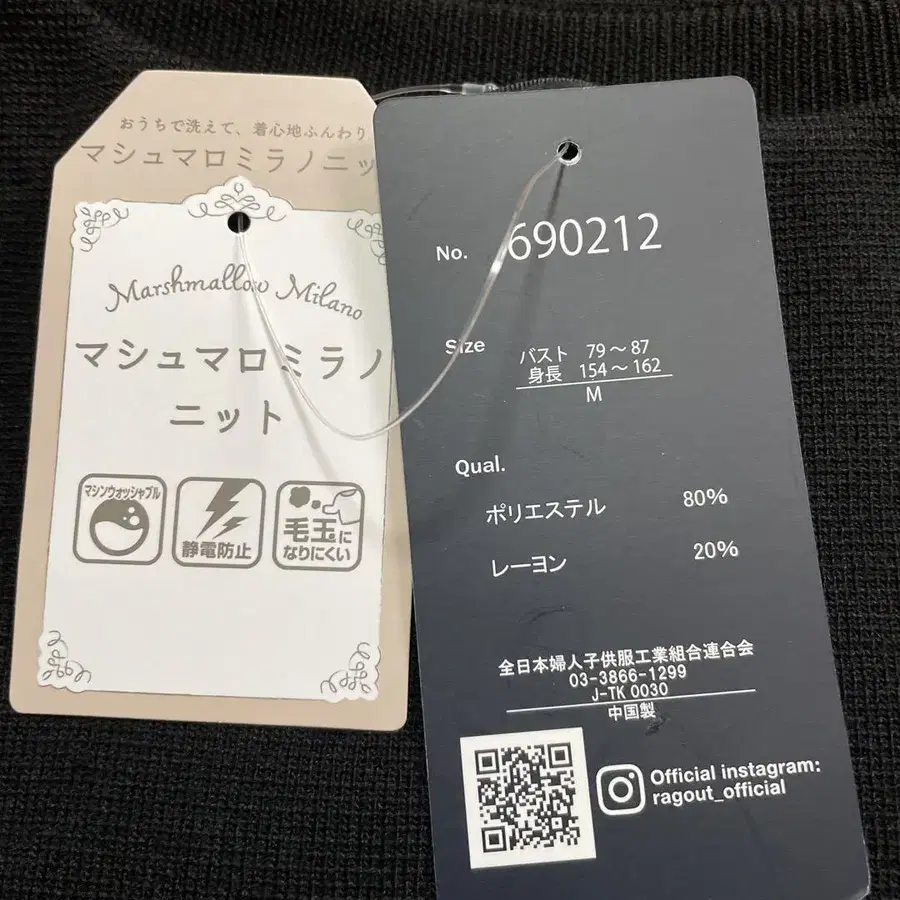 おうちで洗えて、着心地ふんわり
マシュマロミラノニッ
Marshmallow Milano
マシュマロミラノ
ニット
マシンウォッシャブル
静電防止
毛玉に
なりにくい
No. 690212
Size
バスト 79～87
身長 154～162
M
Qual.
ポリエステル 80%
レーヨン 20%
全日本婦人子供服工業組合連合会
03-3866-1299
J-TK 0030
中国製
Official instagram:
ragout_official